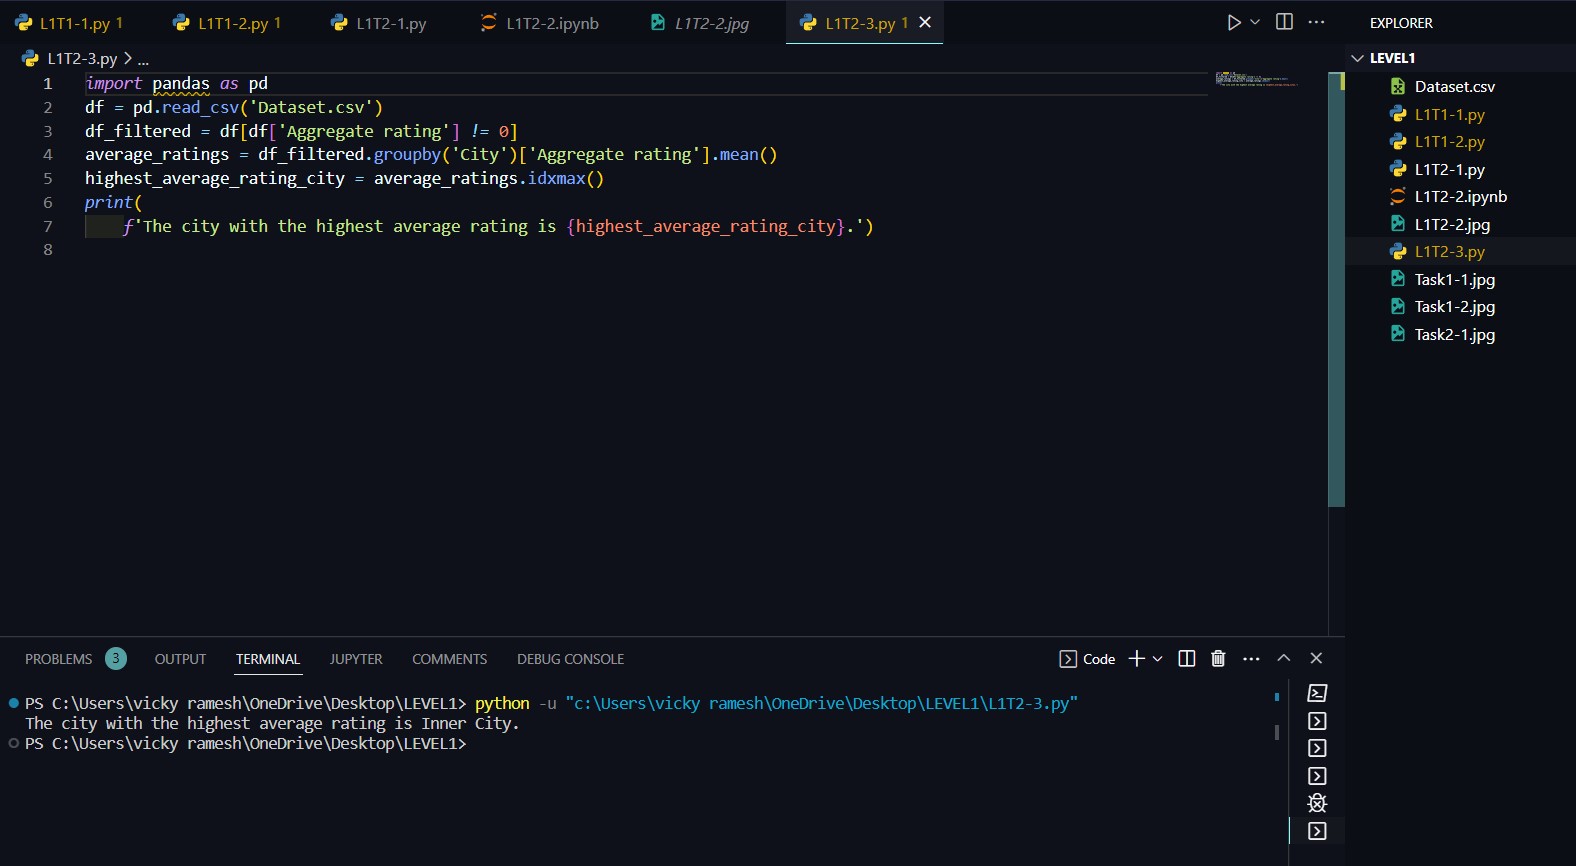 L1T1-1.py 1 L1T1-2.py 1 L1T2-1.py L1T2-2.ipynb L1T2-2.jpg L1T2-3.py 1
L1T2-3.py > ...
1 import pandas as pd
2 df = pd.read_csv('Dataset.csv')
3 df_filtered = df[df['Aggregate rating'] != 0]
4 average_ratings = df_filtered.groupby('City')['Aggregate rating'].mean()
5 highest_average_rating_city = average_ratings.idxmax()
6 print(
7 f'The city with the highest average rating is {highest_average_rating_city}.')
8
EXPLORER
LEVEL1
Dataset.csv
L1T1-1.py
L1T1-2.py
L1T2-1.py
L1T2-2.ipynb
L1T2-2.jpg
L1T2-3.py
Task1-1.jpg
Task1-2.jpg
Task2-1.jpg
PROBLEMS 3 OUTPUT TERMINAL JUPYTER COMMENTS DEBUG CONSOLE Code
PS C:\Users\vicky ramesh\OneDrive\Desktop\LEVEL1> python -u "c:\Users\vicky ramesh\OneDrive\Desktop\LEVEL1\L1T2-3.py"
The city with the highest average rating is Inner City.
PS C:\Users\vicky ramesh\OneDrive\Desktop\LEVEL1>